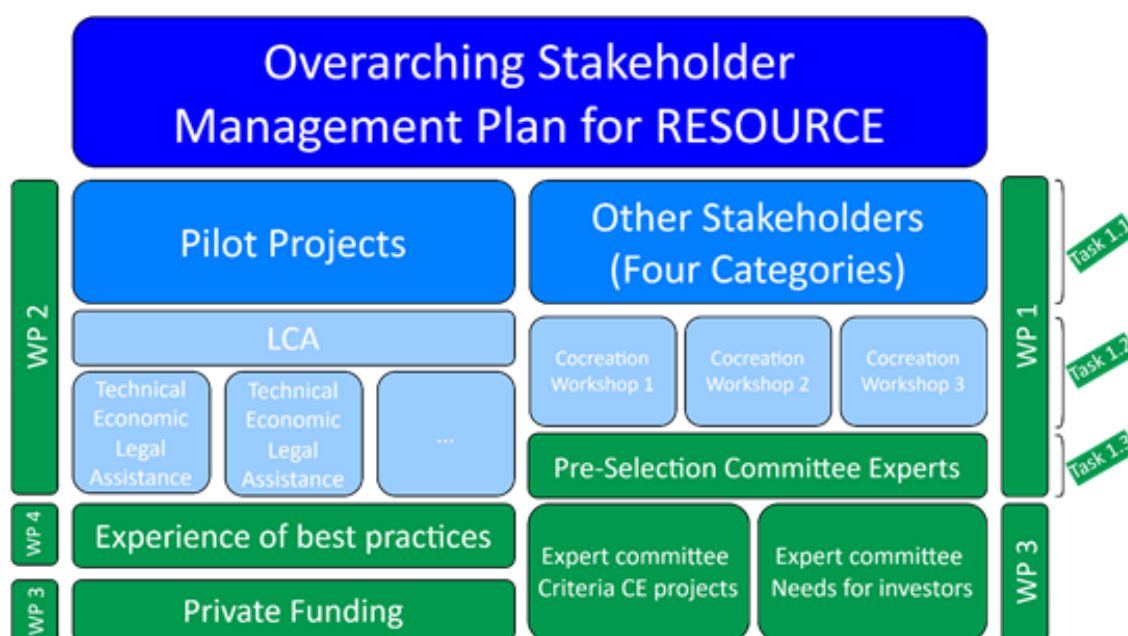 Overarching Stakeholder
Management Plan for RESOURCE
WP 2
Pilot Projects
Other Stakeholders
(Four Categories)
WP 1
Task 1.1
LCA
Technical
Economic
Legal
Assistance
Technical
Economic
Legal
Assistance
...
Cocreation
Workshop 1
Cocreation
Workshop 2
Cocreation
Workshop 3
Task 1.2
Pre-Selection Committee Experts
Task 1.3
WP 4
Experience of best practices
Expert committee
Criteria CE projects
Expert committee
Needs for investors
WP 3
WP 3
Private Funding